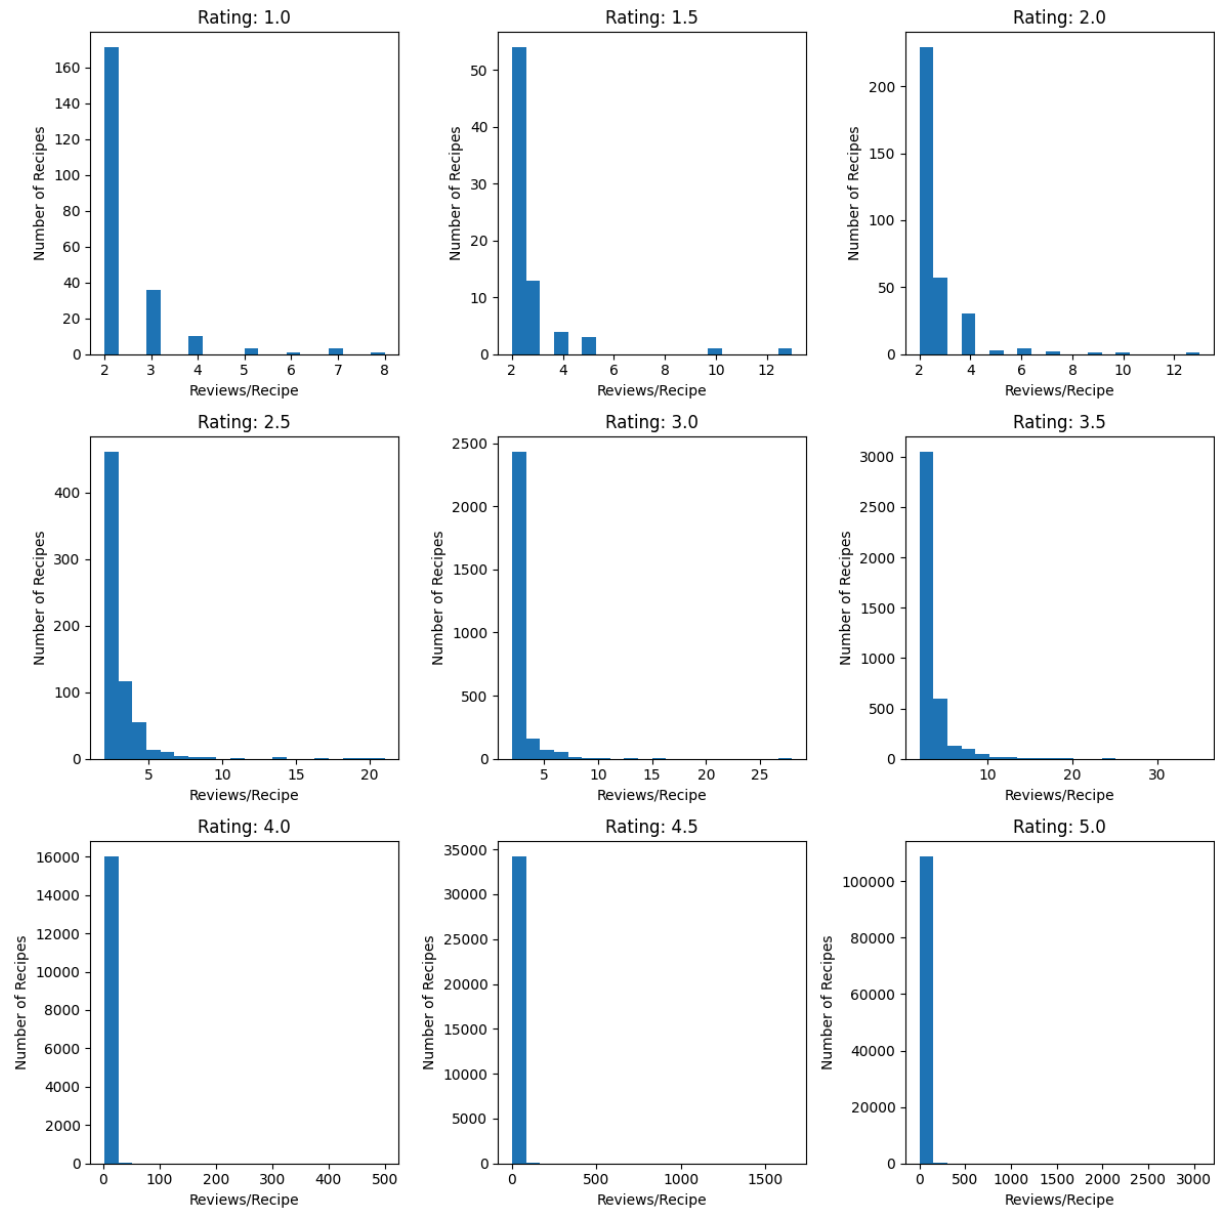 Rating: 1.0
Number of Recipes
160
140
120
100
80
60
40
20
0
2 3 4 5 6 7 8
Reviews/Recipe
Rating: 1.5
Number of Recipes
50
40
30
20
10
0
2 4 6 8 10 12
Reviews/Recipe
Rating: 2.0
Number of Recipes
200
150
100
50
0
2 4 6 8 10 12
Reviews/Recipe
Rating: 2.5
Number of Recipes
400
300
200
100
0
5 10 15 20
Reviews/Recipe
Rating: 3.0
Number of Recipes
2500
2000
1500
1000
500
0
5 10 15 20 25
Reviews/Recipe
Rating: 3.5
Number of Recipes
3000
2500
2000
1500
1000
500
0
10 20 30
Reviews/Recipe
Rating: 4.0
Number of Recipes
16000
14000
12000
10000
8000
6000
4000
2000
0
0 100 200 300 400 500
Reviews/Recipe
Rating: 4.5
Number of Recipes
35000
30000
25000
20000
15000
10000
5000
0
0 500 1000 1500
Reviews/Recipe
Rating: 5.0
Number of Recipes
100000
80000
60000
40000
20000
0
0 500 1000 1500 2000 2500 3000
Reviews/Recipe